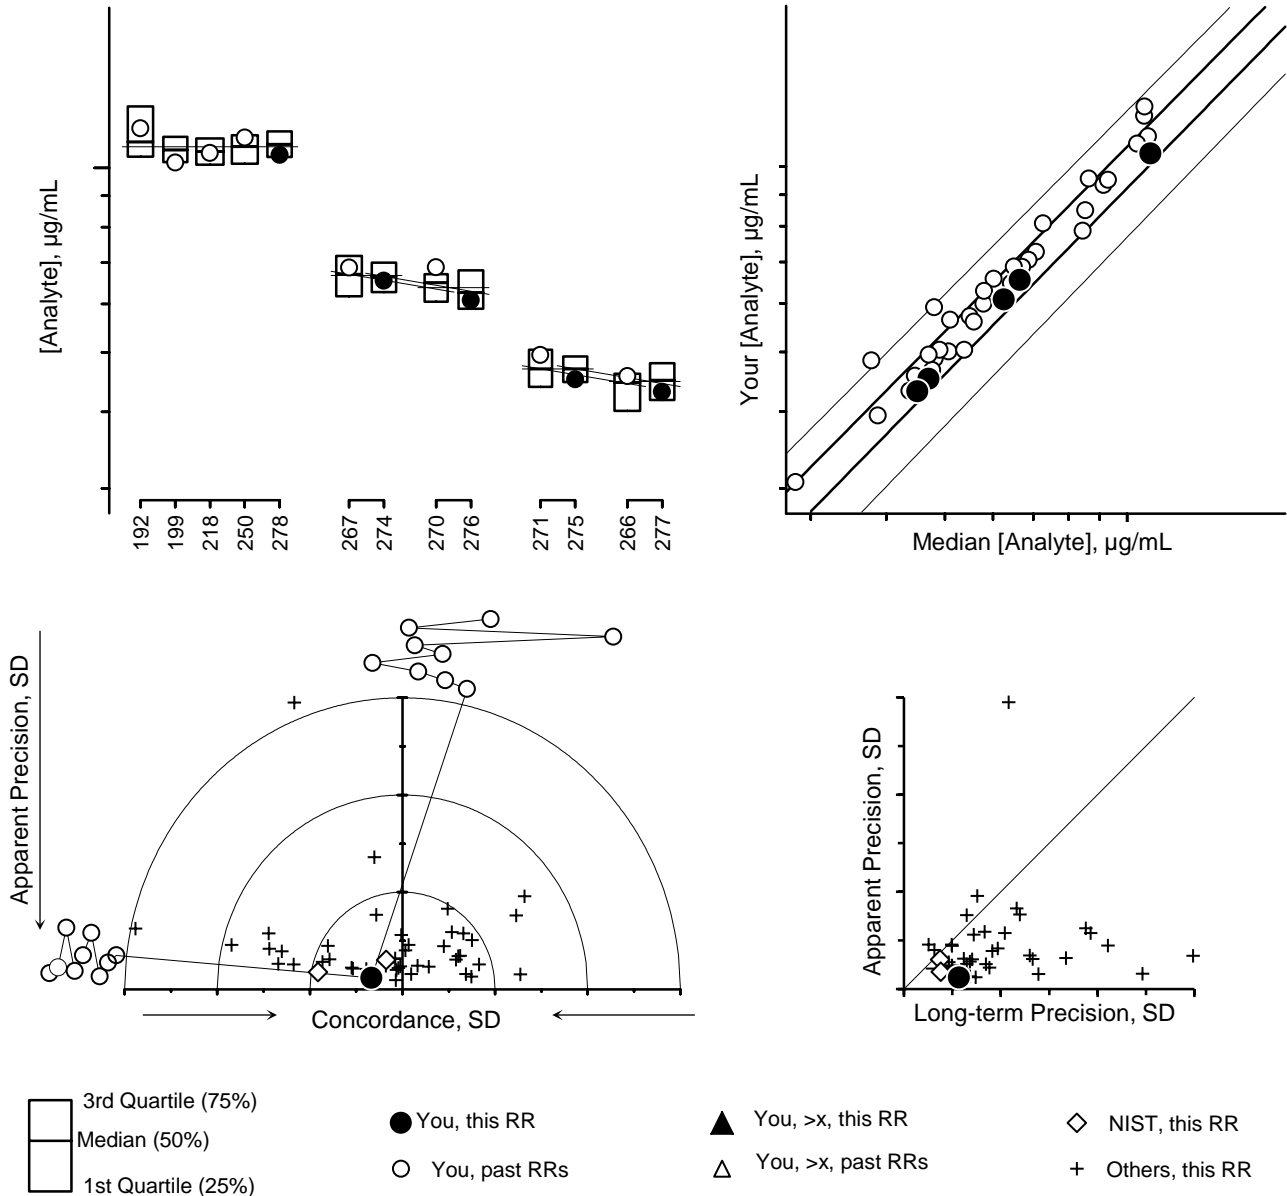 [Analyte], µg/mL
192
199
218
250
278
267
274
270
276
271
275
266
277
Your [Analyte], µg/mL
Median [Analyte], µg/mL
Apparent Precision, SD
Concordance, SD
Apparent Precision, SD
Long-term Precision, SD
3rd Quartile (75%)
Median (50%)
1st Quartile (25%)
You, this RR
You, past RRs
You, >x, this RR
You, >x, past RRs
NIST, this RR
Others, this RR